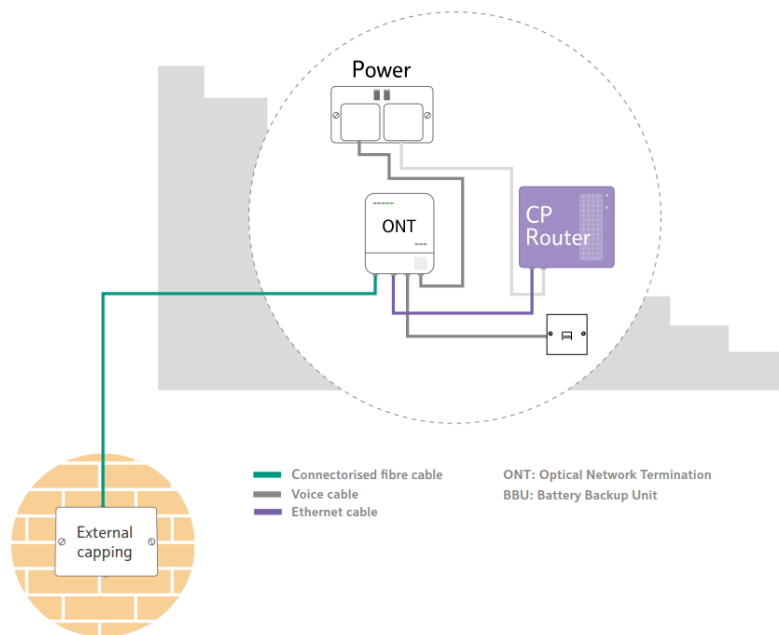 Power
ONT
CP
Router
Connectorised fibre cable
Voice cable
Ethernet cable
ONT: Optical Network Termination
BBU: Battery Backup Unit
External
capping